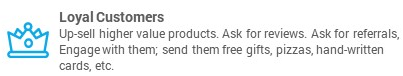 Loyal Customers
Up-sell higher value products. Ask for reviews. Ask for referrals,
Engage with them; send them free gifts, pizzas, hand-written
cards, etc.